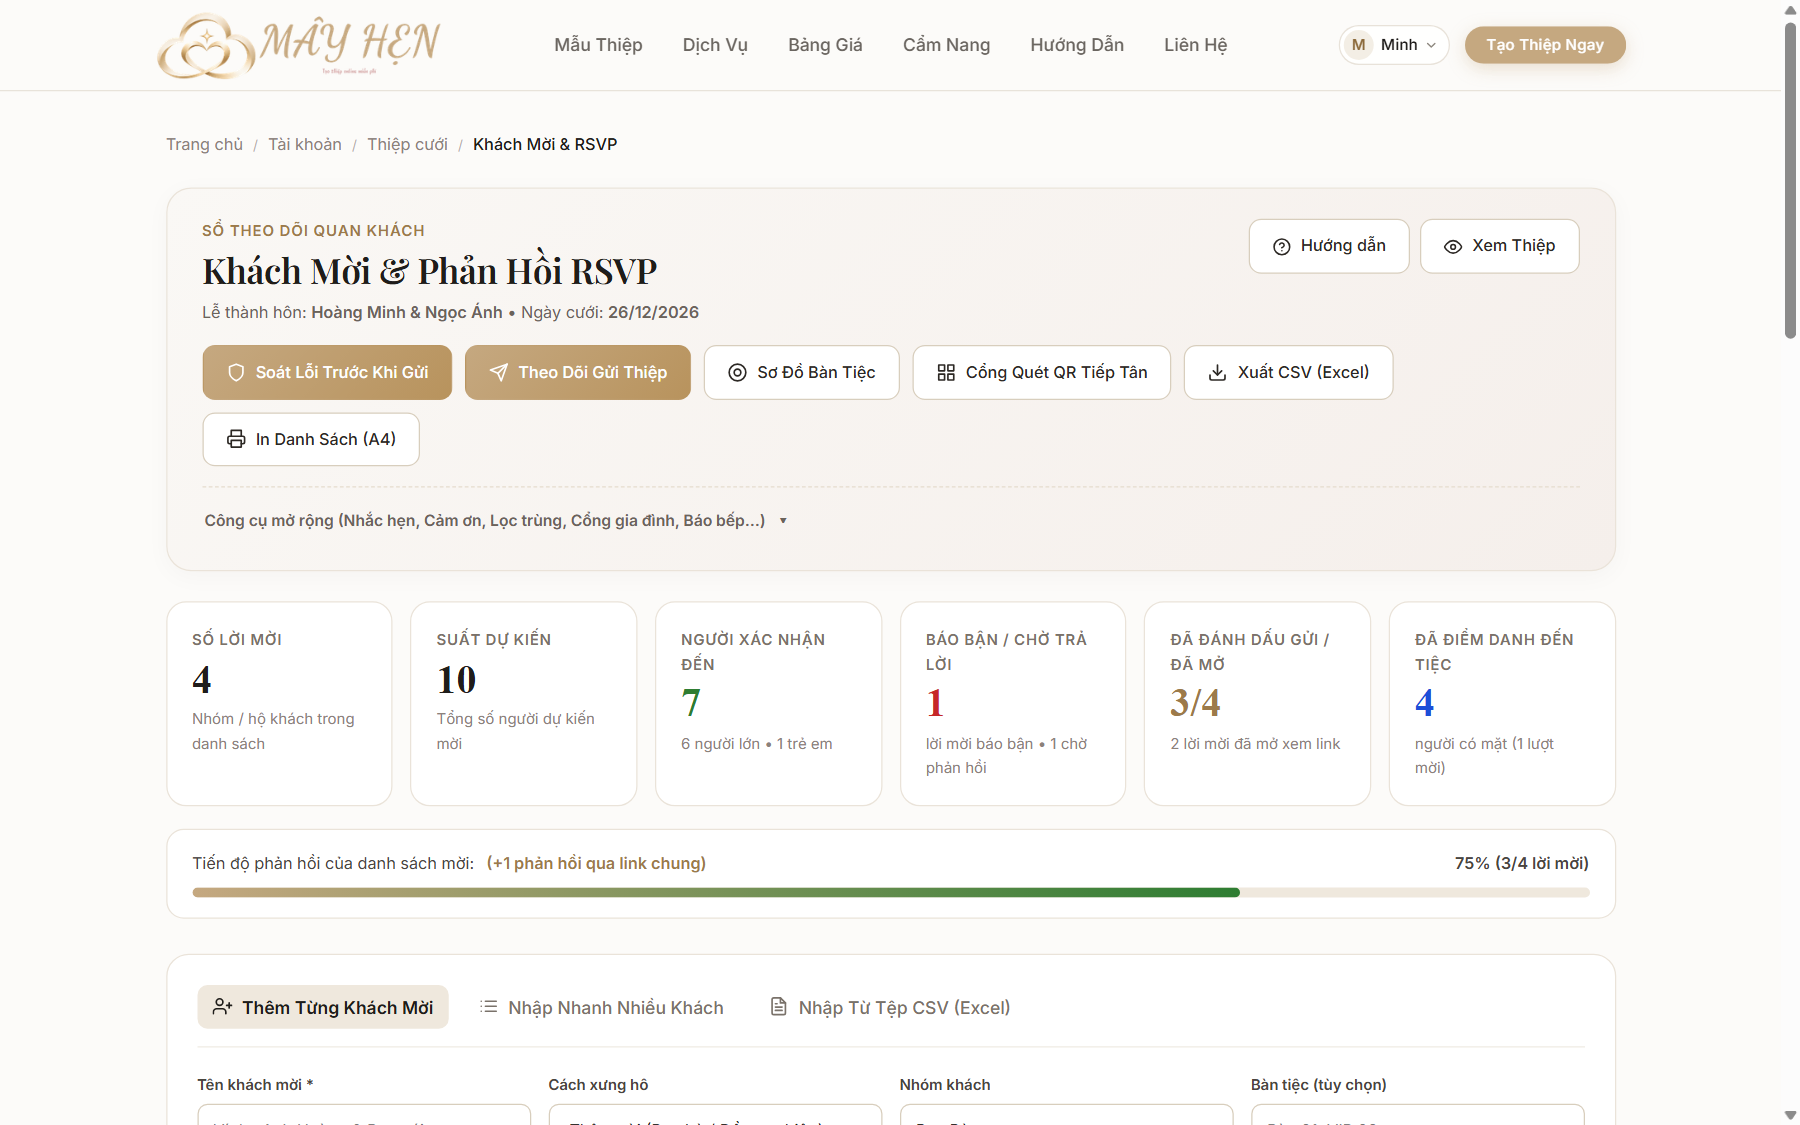 MÂY HẸN
Mẫu Thiệp
Dịch Vụ
Bảng Giá
Cẩm Nang
Hướng Dẫn
Liên Hệ
M Minh
Tạo Thiệp Ngay
Trang chủ / Tài khoản / Thiệp cưới / Khách Mời & RSVP
SỔ THEO DÕI QUAN KHÁCH
Khách Mời & Phản Hồi RSVP
Lễ thành hôn: Hoàng Minh & Ngọc Ánh • Ngày cưới: 26/12/2026
Hướng dẫn
Xem Thiệp
Soát Lỗi Trước Khi Gửi
Theo Dõi Gửi Thiệp
Sơ Đồ Bàn Tiệc
Cổng Quét QR Tiếp Tân
Xuất CSV (Excel)
In Danh Sách (A4)
Công cụ mở rộng (Nhắc hẹn, Cảm ơn, Lọc trùng, Cổng gia đình, Báo bếp...) ▼
SỐ LỜI MỜI
4
Nhóm / hộ khách trong
danh sách
SUẤT DỰ KIẾN
10
Tổng số người dự kiến
mời
NGƯỜI XÁC NHẬN
ĐẾN
7
6 người lớn • 1 trẻ em
BÁO BẬN / CHỜ TRẢ
LỜI
1
lời mời báo bận • 1 chờ
phản hồi
ĐÃ ĐÁNH DẤU GỬI /
ĐÃ MỞ
3/4
2 lời mời đã mở xem link
ĐÃ ĐIỂM DANH ĐẾN
TIỆC
4
người có mặt (1 lượt
mời)
Tiến độ phản hồi của danh sách mời: (+1 phản hồi qua link chung)
75% (3/4 lời mời)
Thêm Từng Khách Mời
Nhập Nhanh Nhiều Khách
Nhập Từ Tệp CSV (Excel)
Tên khách mời *
Cách xưng hô
Nhóm khách
Bàn tiệc (tùy chọn)